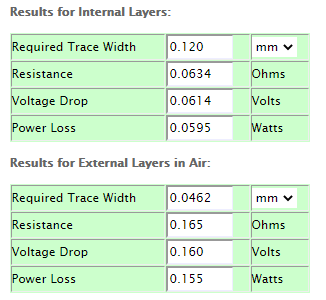 Results for Internal Layers:
Required Trace Width 0.120 mm
Resistance 0.0634 Ohms
Voltage Drop 0.0614 Volts
Power Loss 0.0595 Watts
Results for External Layers in Air:
Required Trace Width 0.0462 mm
Resistance 0.165 Ohms
Voltage Drop 0.160 Volts
Power Loss 0.155 Watts